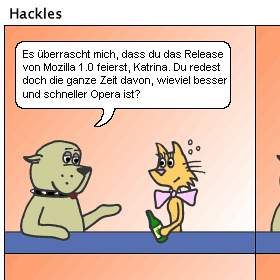 Hackles
Es überrascht mich, dass du das Release
von Mozilla 1.0 feierst, Katrina. Du redest
doch die ganze Zeit davon, wieviel besser
und schneller Opera ist?